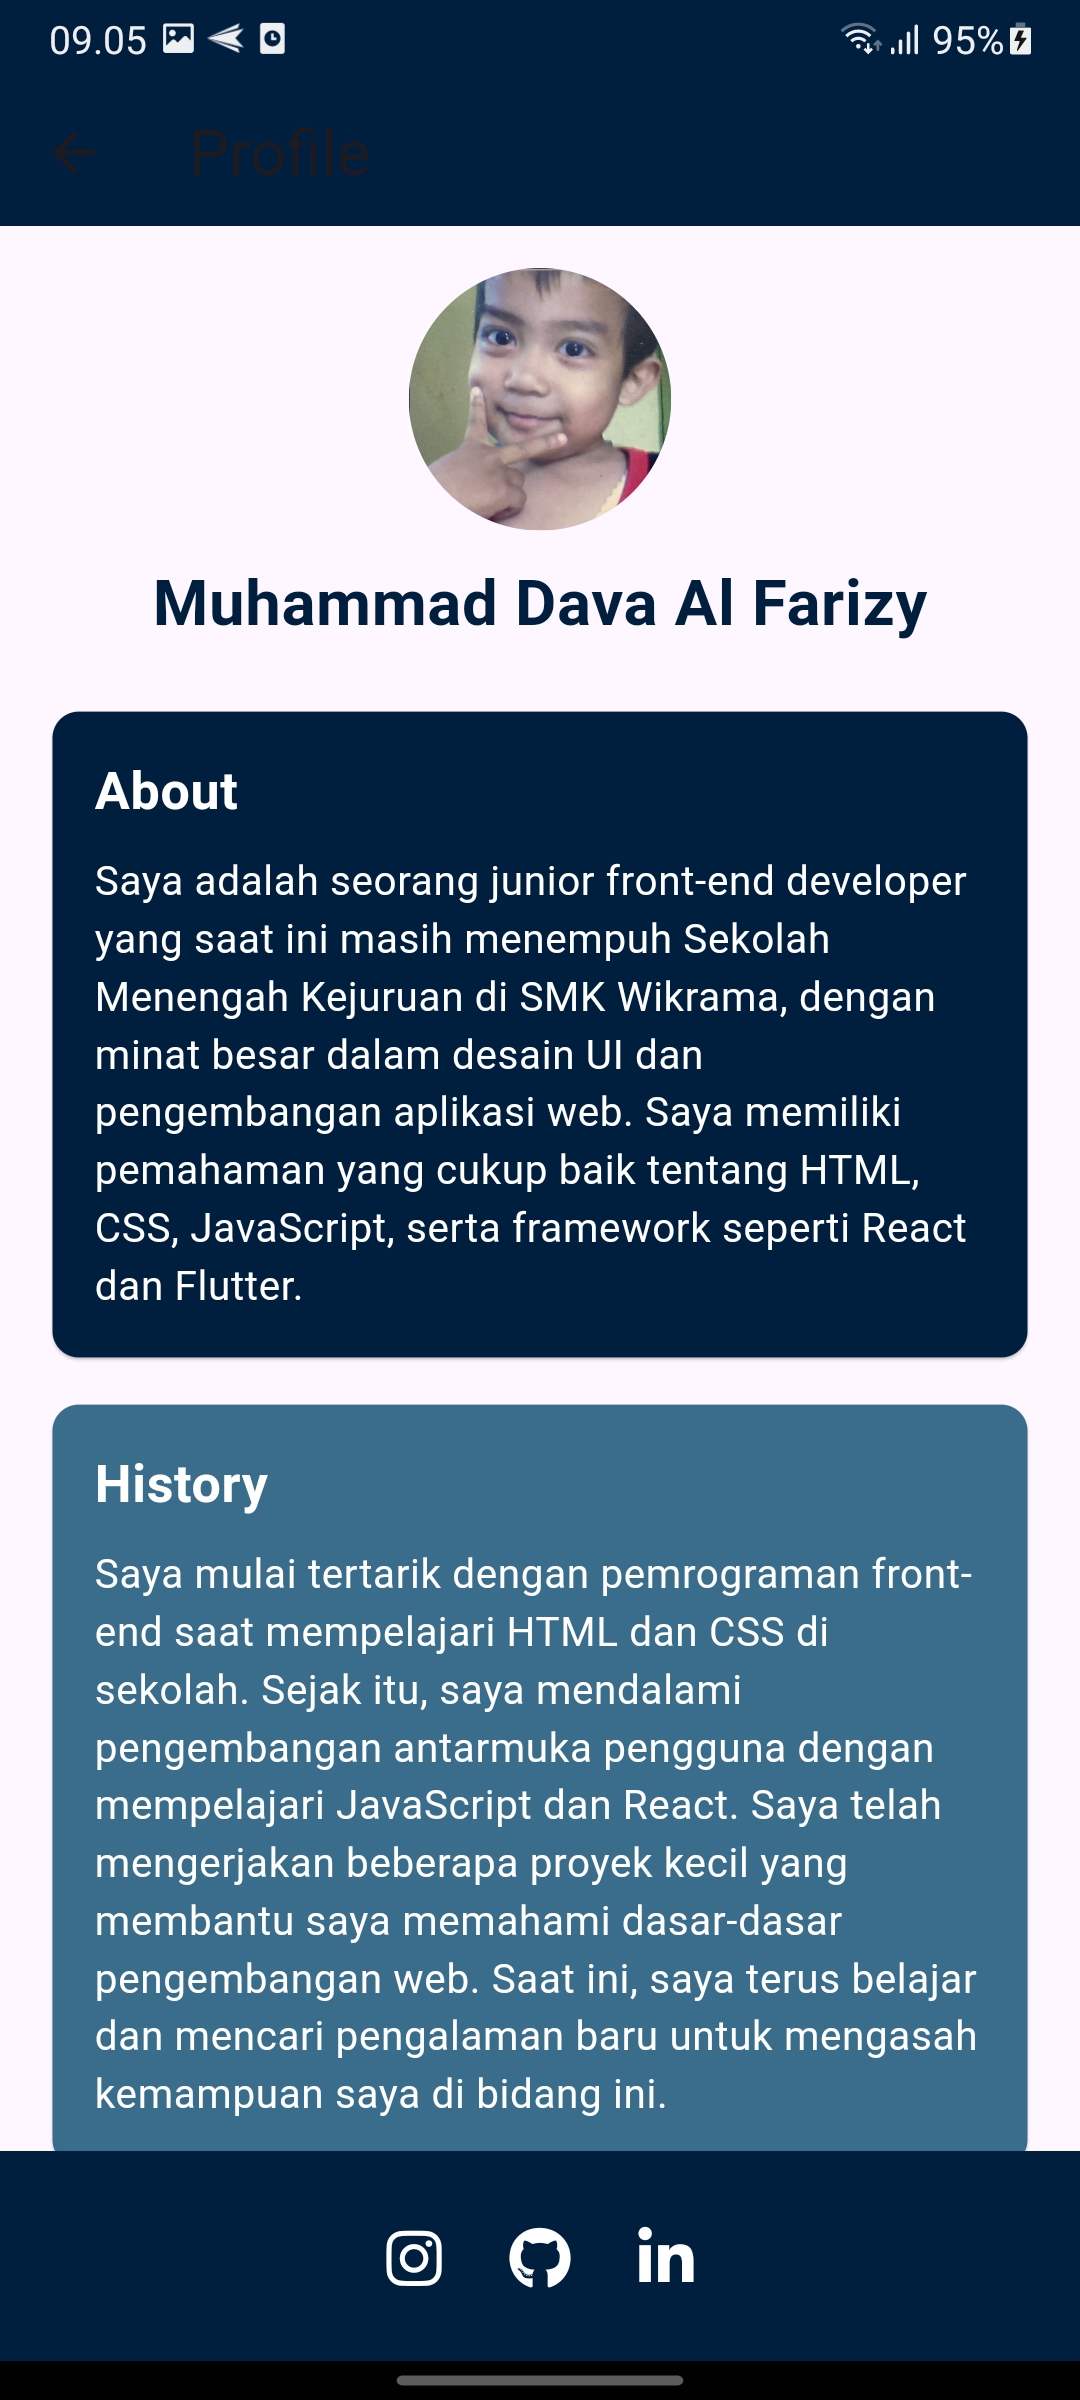 09.05
95%
Profile
Muhammad Dava Al Farizy
About
Saya adalah seorang junior front-end developer
yang saat ini masih menempuh Sekolah
Menengah Kejuruan di SMK Wikrama, dengan
minat besar dalam desain UI dan
pengembangan aplikasi web. Saya memiliki
pemahaman yang cukup baik tentang HTML,
CSS, JavaScript, serta framework seperti React
dan Flutter.
History
Saya mulai tertarik dengan pemrograman front-
end saat mempelajari HTML dan CSS di
sekolah. Sejak itu, saya mendalami
pengembangan antarmuka pengguna dengan
mempelajari JavaScript dan React. Saya telah
mengerjakan beberapa proyek kecil yang
membantu saya memahami dasar-dasar
pengembangan web. Saat ini, saya terus belajar
dan mencari pengalaman baru untuk mengasah
kemampuan saya di bidang ini.
in